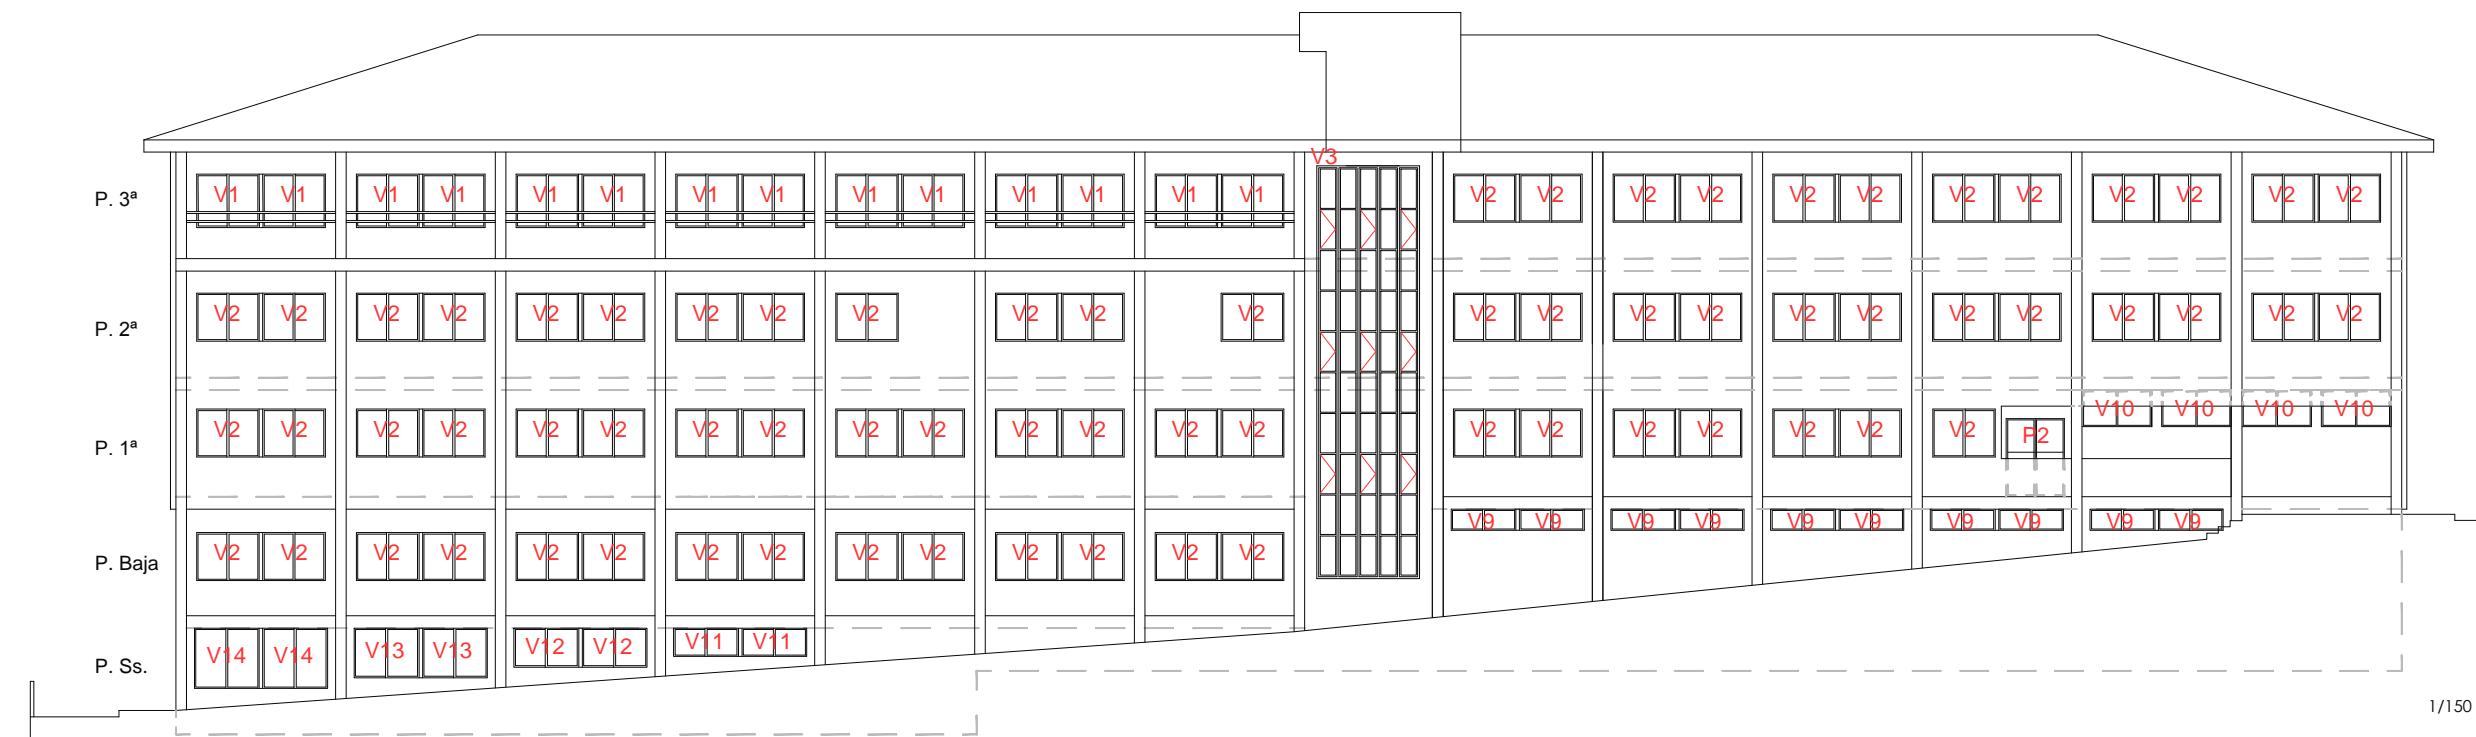 V3
P. 3ª V1 V1 V1 V1 V1 V1 V1 V1 V1 V1 V1 V1 V1 V1 V2 V2 V2 V2 V2 V2 V2 V2 V2 V2 V2 V2
P. 2ª V2 V2 V2 V2 V2 V2 V2 V2 V2 V2 V2 V2 V2 V2 V2 V2 V2 V2 V2 V2 V2 V2 V2 V2
V10 V10 V10 V10
P. 1ª V2 V2 V2 V2 V2 V2 V2 V2 V2 V2 V2 V2 V2 V2 V2 V2 V2 V2 V2 V2 V2 P2
V9 V9 V9 V9 V9 V9 V9 V9 V9 V9
P. Baja V2 V2 V2 V2 V2 V2 V2 V2 V2 V2 V2 V2 V2 V2
P. Ss. V14 V14 V13 V13 V12 V12 V11 V11
1/150